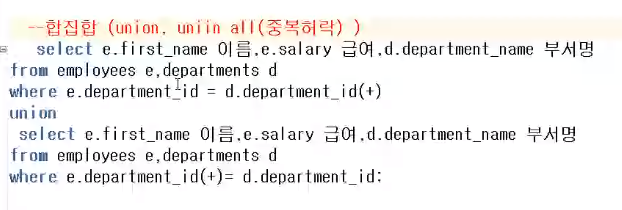 --합집합 (union, uniin all(중복허락) )
select e.first_name 이름,e.salary 급여,d.department_name 부서명
from employees e,departments d
where e.department_id = d.department_id(+)
union
select e.first_name 이름,e.salary 급여,d.department_name 부서명
from employees e,departments d
where e.department_id(+)= d.department_id;